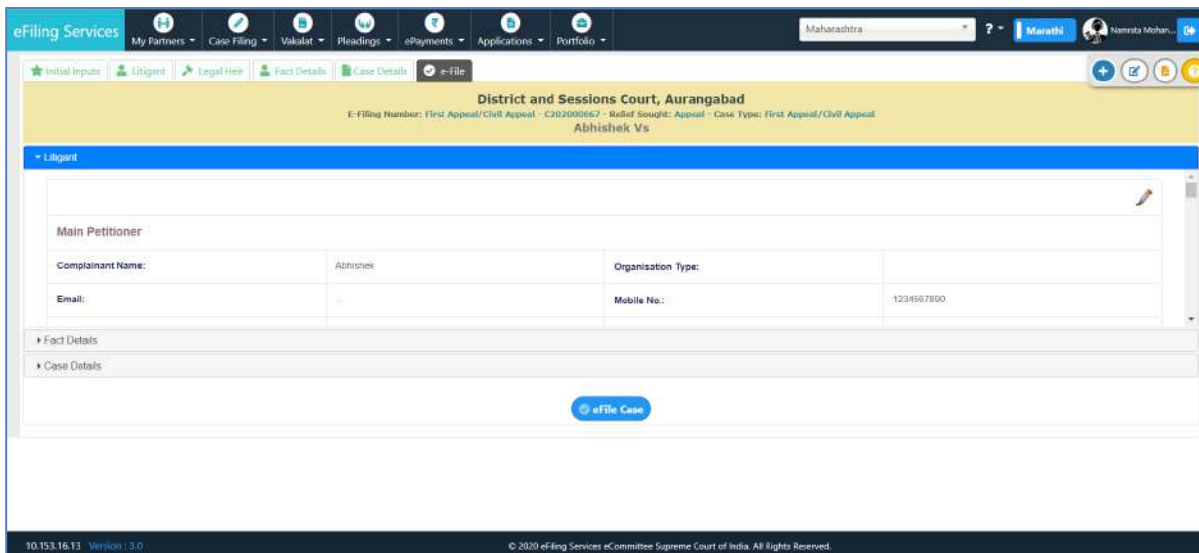 eFiling Services
My Partners
Case Filing
Vakalat
Pleadings
ePayments
Applications
Portfolio
Maharashtra
?
Marathi
Namrata Mohan...
Initial Inputs
Litigant
Legal Heir
Fact Details
Case Details
e-File
District and Sessions Court, Aurangabad
E-Filing Number: First Appeal/Civil Appeal - C202000067 - Relief Sought: Appeal - Case Type: First Appeal/Civil Appeal
Abhishek Vs
Litigant
Main Petitioner
Complainant Name: Abhishek Organisation Type:
Email: ... Mobile No.: 1234567890
Fact Details
Case Details
eFile Case
10.153.16.13 Version : 3.0 © 2020 eFiling Services eCommittee Supreme Court of India. All Rights Reserved.